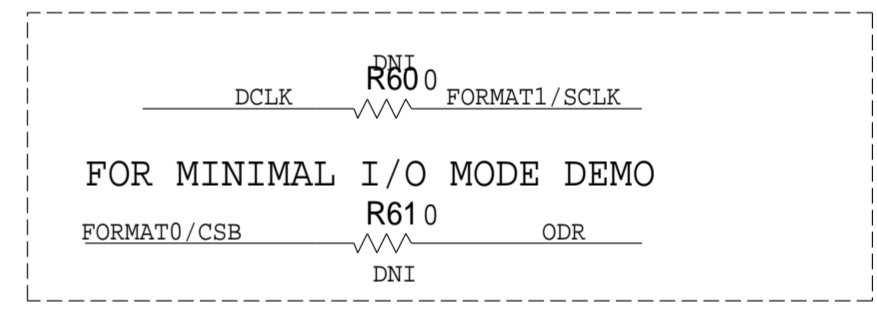 DNI
R60 0
DCLK FORMAT1/SCLK
FOR MINIMAL I/O MODE DEMO
R61 0
FORMAT0/CSB ODR
DNI